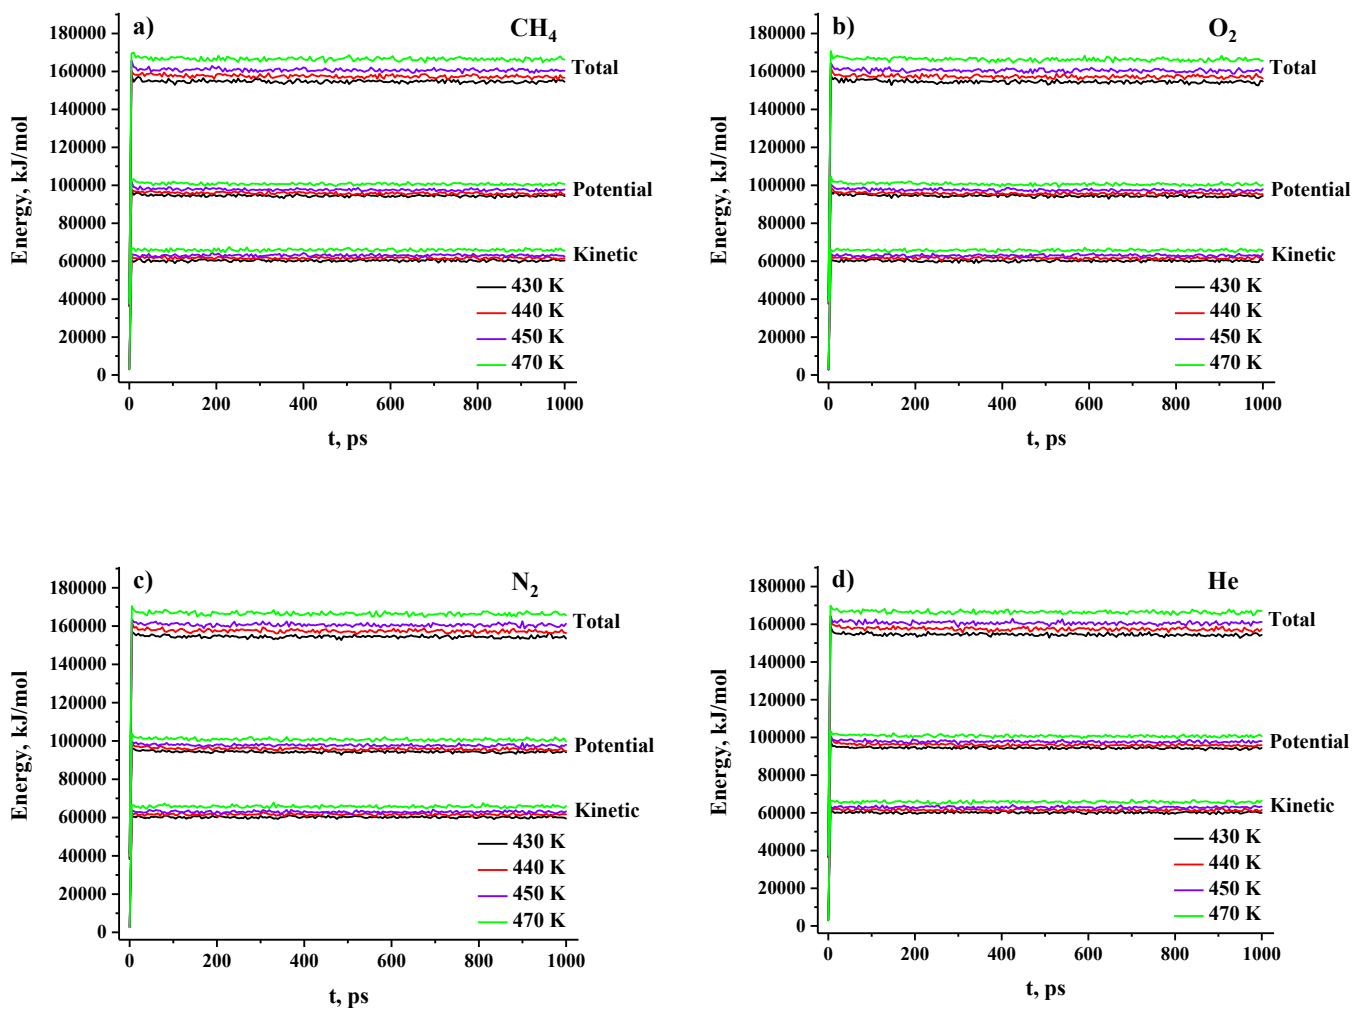 a)
CH4
180000
160000
140000
120000
100000
80000
60000
40000
20000
0
Energy, kJ/mol
Total
Potential
Kinetic
430 K
440 K
450 K
470 K
0 200 400 600 800 1000
t, ps
b)
O2
180000
160000
140000
120000
100000
80000
60000
40000
20000
0
Energy, kJ/mol
Total
Potential
Kinetic
430 K
440 K
450 K
470 K
0 200 400 600 800 1000
t, ps
c)
N2
180000
160000
140000
120000
100000
80000
60000
40000
20000
0
Energy, kJ/mol
Total
Potential
Kinetic
430 K
440 K
450 K
470 K
0 200 400 600 800 1000
t, ps
d)
He
180000
160000
140000
120000
100000
80000
60000
40000
20000
0
Energy, kJ/mol
Total
Potential
Kinetic
430 K
440 K
450 K
470 K
0 200 400 600 800 1000
t, ps